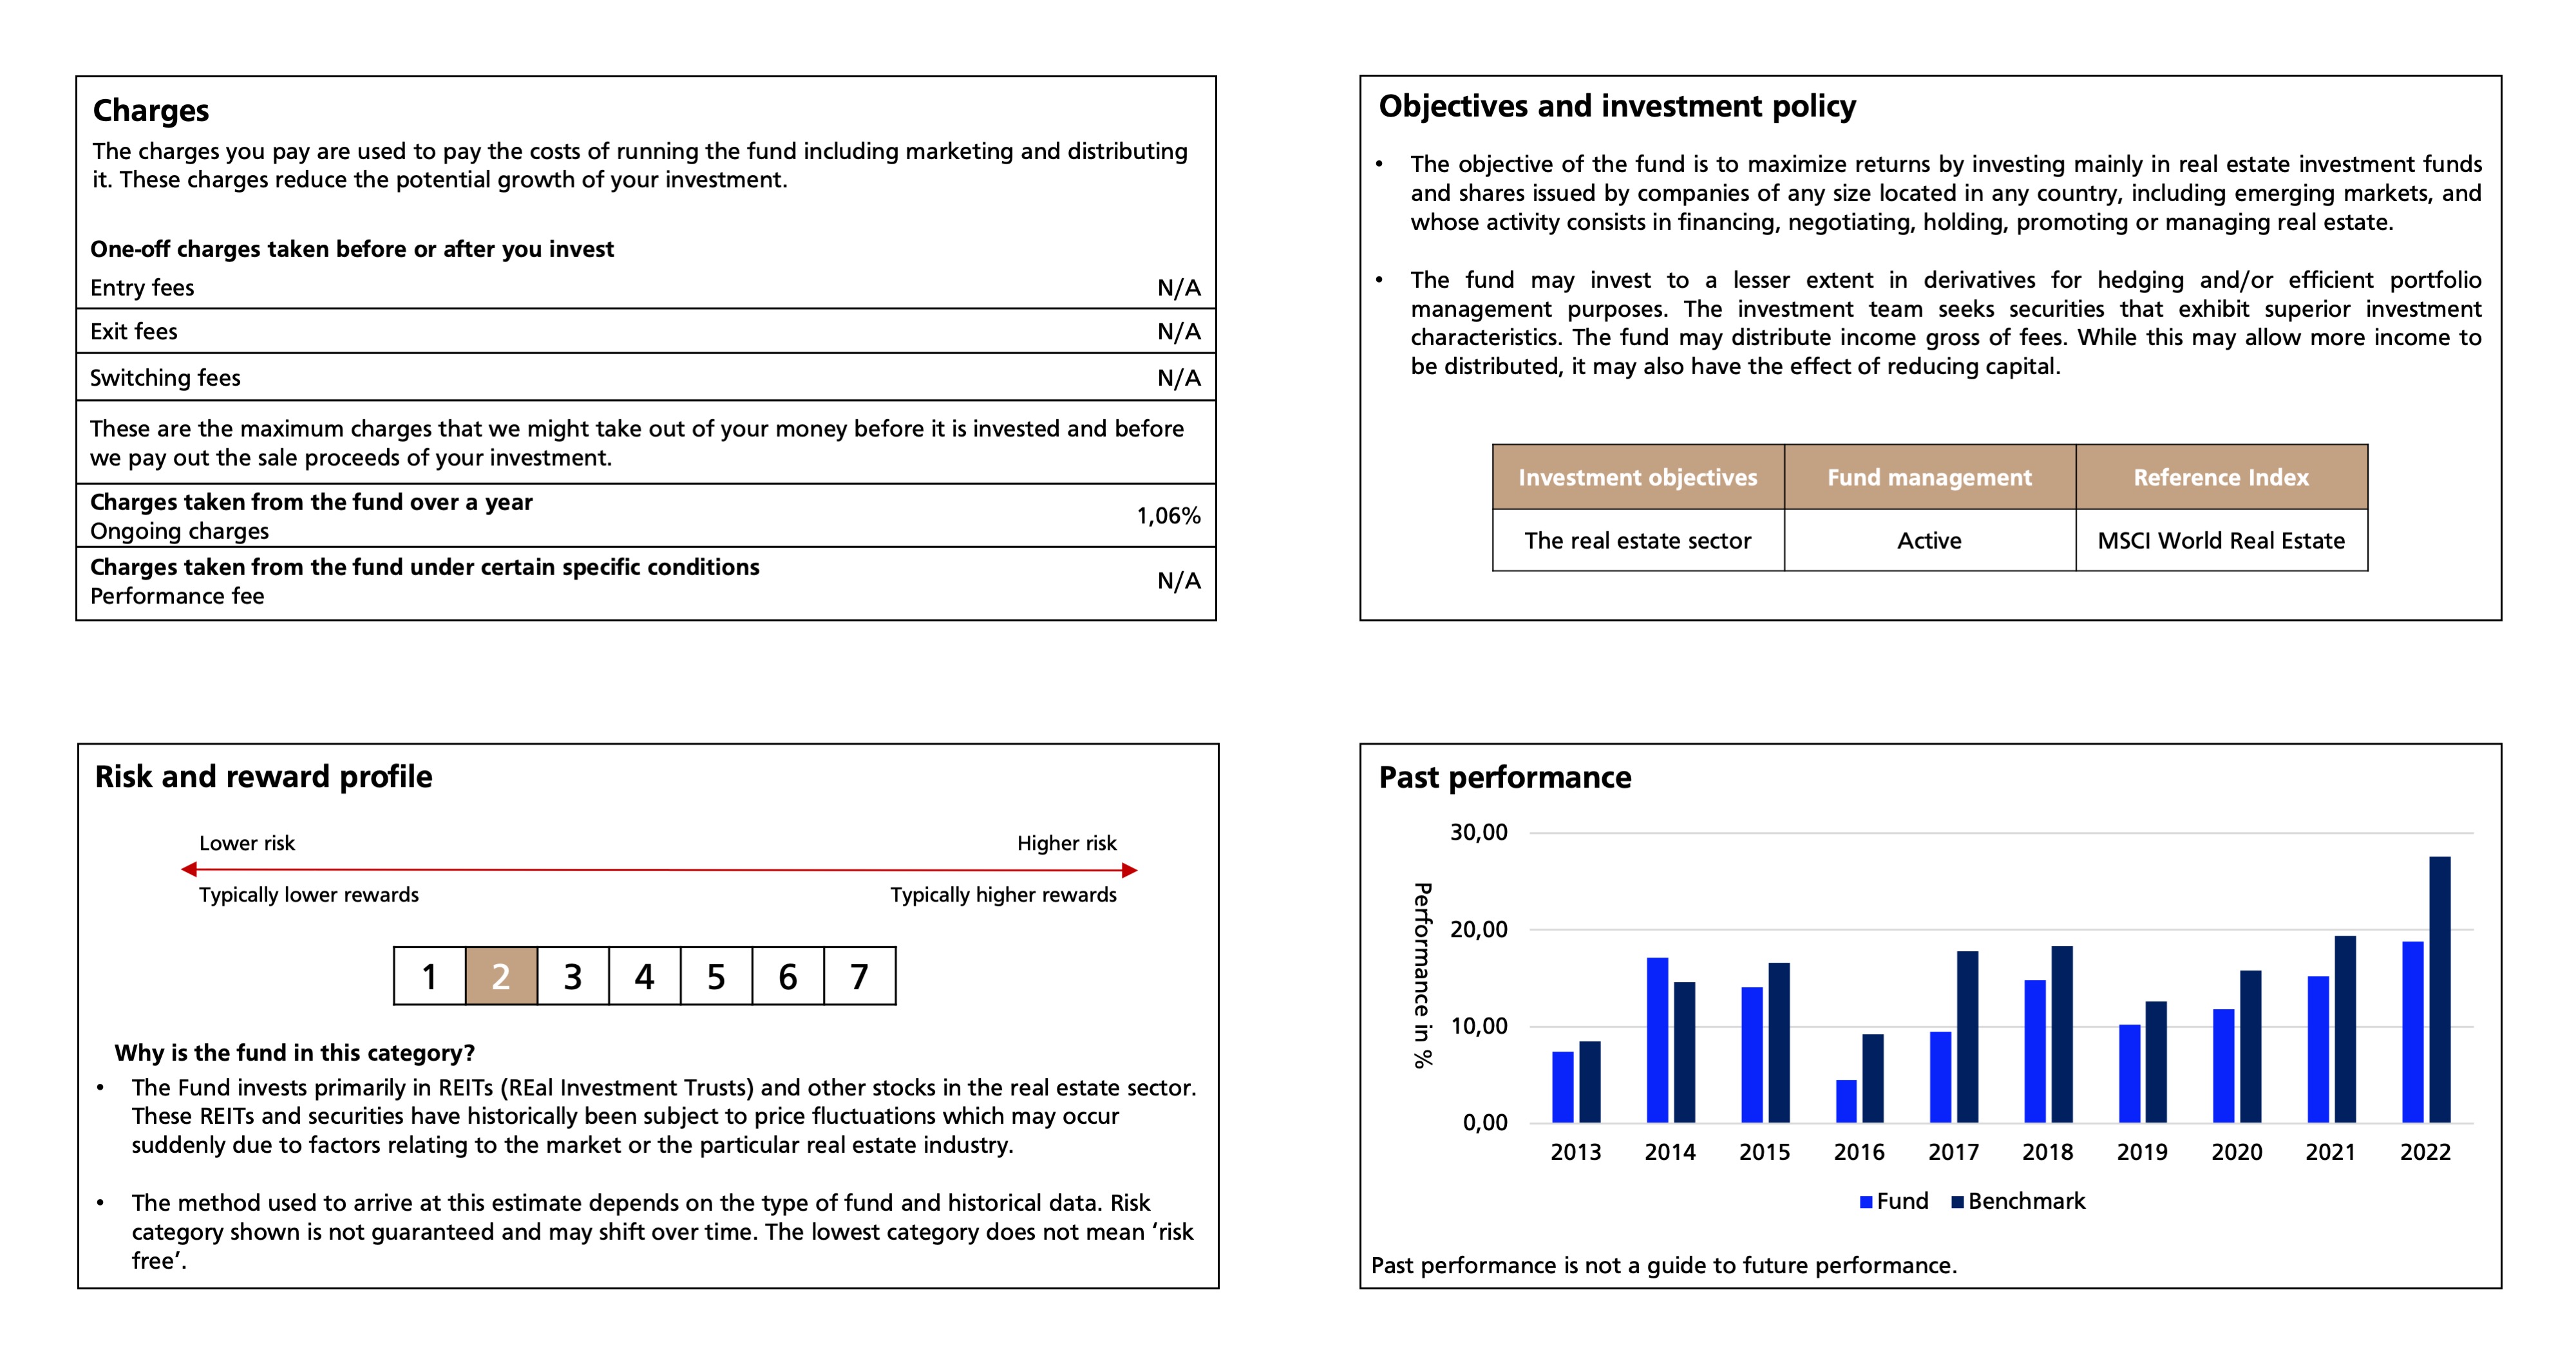 Charges
The charges you pay are used to pay the costs of running the fund including marketing and distributing
it. These charges reduce the potential growth of your investment.
One-off charges taken before or after you invest
Entry fees N/A
Exit fees N/A
Switching fees N/A
These are the maximum charges that we might take out of your money before it is invested and before
we pay out the sale proceeds of your investment.
Charges taken from the fund over a year
Ongoing charges 1,06%
Charges taken from the fund under certain specific conditions
Performance fee N/A
Objectives and investment policy
• The objective of the fund is to maximize returns by investing mainly in real estate investment funds
and shares issued by companies of any size located in any country, including emerging markets, and
whose activity consists in financing, negotiating, holding, promoting or managing real estate.
• The fund may invest to a lesser extent in derivatives for hedging and/or efficient portfolio
management purposes. The investment team seeks securities that exhibit superior investment
characteristics. The fund may distribute income gross of fees. While this may allow more income to
be distributed, it may also have the effect of reducing capital.
Investment objectives Fund management Reference Index
The real estate sector Active MSCI World Real Estate
Risk and reward profile
Lower risk Higher risk
Typically lower rewards Typically higher rewards
1 2 3 4 5 6 7
Why is the fund in this category?
• The Fund invests primarily in REITs (REal Investment Trusts) and other stocks in the real estate sector.
These REITs and securities have historically been subject to price fluctuations which may occur
suddenly due to factors relating to the market or the particular real estate industry.
• The method used to arrive at this estimate depends on the type of fund and historical data. Risk
category shown is not guaranteed and may shift over time. The lowest category does not mean ‘risk
free’.
Past performance
Performance in %
30,00
20,00
10,00
0,00
2013 2014 2015 2016 2017 2018 2019 2020 2021 2022
Fund Benchmark
Past performance is not a guide to future performance.